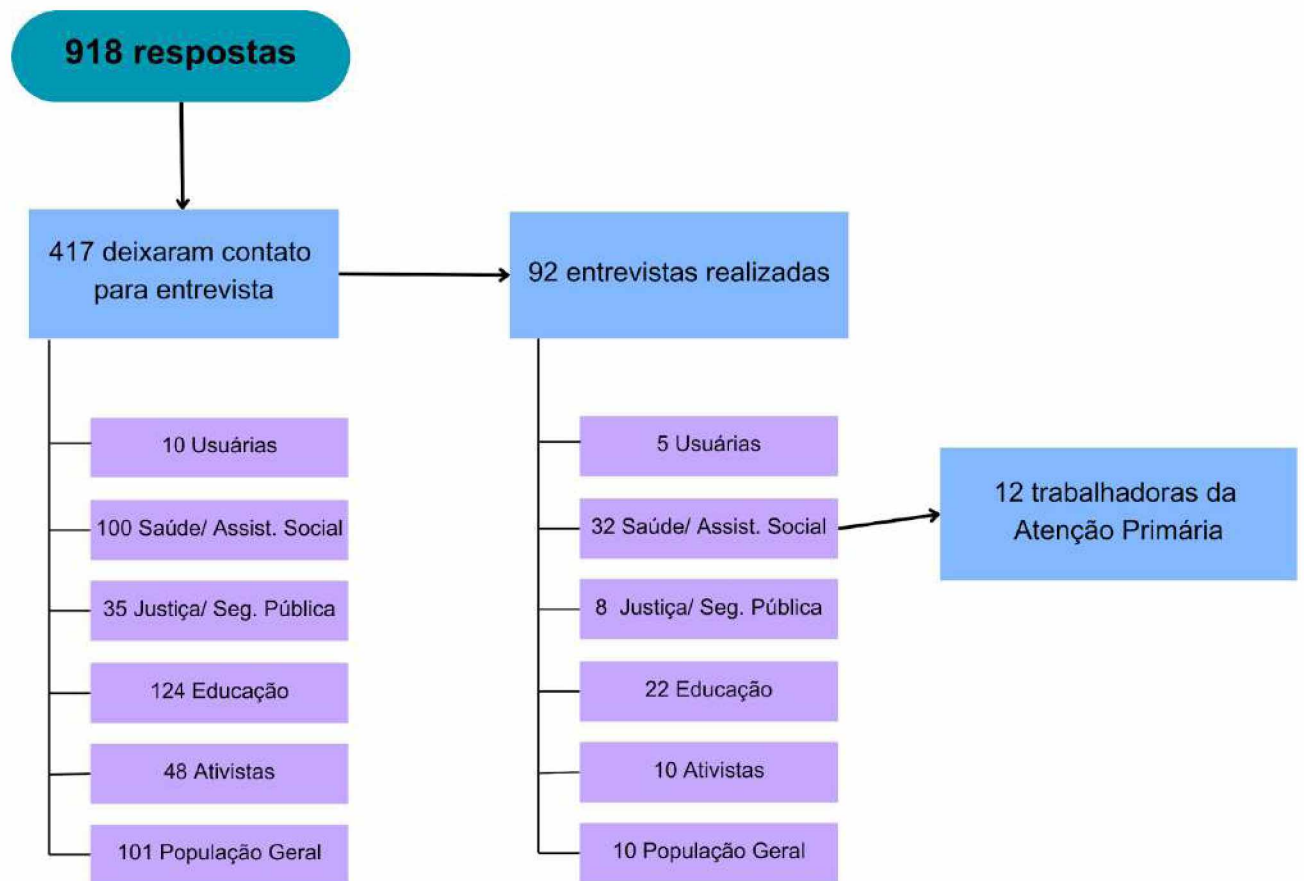 918 respostas
417 deixaram contato
para entrevista
92 entrevistas realizadas
10 Usuárias
100 Saúde/ Assist. Social
35 Justiça/ Seg. Pública
124 Educação
48 Ativistas
101 População Geral
5 Usuárias
32 Saúde/ Assist. Social
8 Justiça/ Seg. Pública
22 Educação
10 Ativistas
10 População Geral
12 trabalhadoras da
Atenção Primária